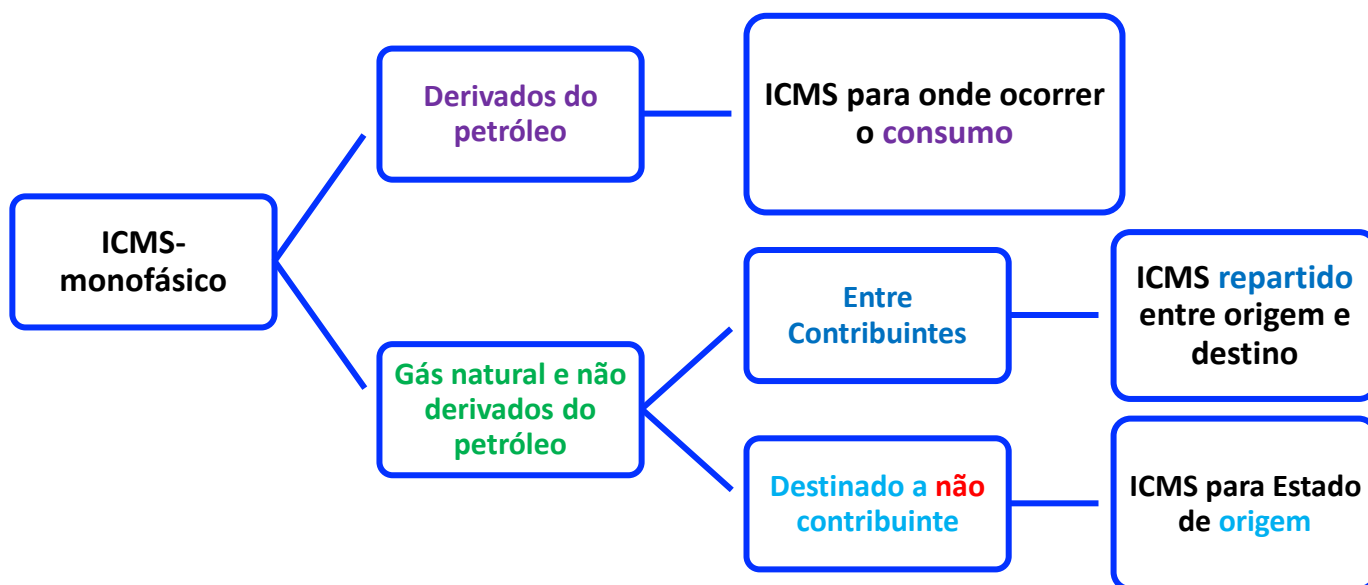 ICMS-
monofásico
Derivados do
petróleo
ICMS para onde ocorrer
o consumo
Gás natural e não
derivados do
petróleo
Entre
Contribuintes
ICMS repartido
entre origem e
destino
Destinado a não
contribuinte
ICMS para Estado
de origem